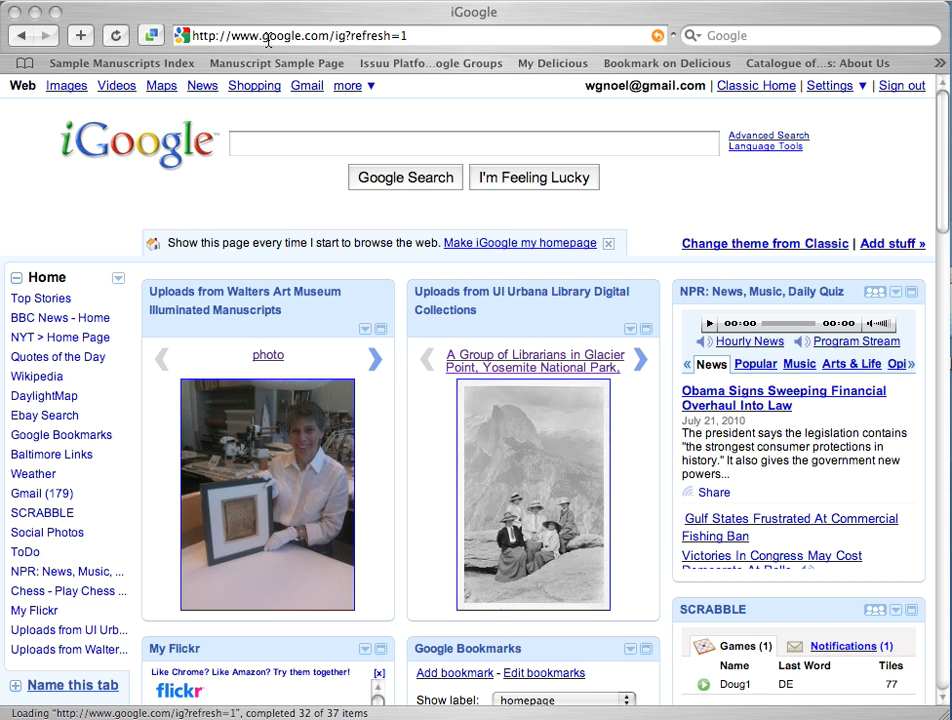 iGoogle
http://www.google.com/ig?refresh=1
Google
Sample Manuscripts Index Manuscript Sample Page Issuu Platfo...ogle Groups My Delicious Bookmark on Delicious Catalogue of...s: About Us
Web Images Videos Maps News Shopping Gmail more ▼
wgnoel@gmail.com | Classic Home | Settings ▼ | Sign out
iGoogle™
Advanced Search
Language Tools
Google Search I'm Feeling Lucky
Show this page every time I start to browse the web. Make iGoogle my homepage
Change theme from Classic | Add stuff »
Home
Top Stories
BBC News - Home
NYT > Home Page
Quotes of the Day
Wikipedia
DaylightMap
Ebay Search
Google Bookmarks
Baltimore Links
Weather
Gmail (179)
SCRABBLE
Social Photos
ToDo
NPR: News, Music, ...
Chess - Play Chess ...
My Flickr
Uploads from UI Urb...
Uploads from Walter...
Name this tab
Uploads from Walters Art Museum
Illuminated Manuscripts
photo
Uploads from UI Urbana Library Digital
Collections
A Group of Librarians in Glacier
Point, Yosemite National Park,
NPR: News, Music, Daily Quiz
00:00 00:00
Hourly News Program Stream
« News Popular Music Arts & Life Opi»
Obama Signs Sweeping Financial
Overhaul Into Law
July 21, 2010
The president says the legislation contains
"the strongest consumer protections in
history." It also gives the government new
powers...
Share
Gulf States Frustrated At Commercial
Fishing Ban
Victories In Congress May Cost
Democrats At Polls
My Flickr
Like Chrome? Like Amazon? Try them together! [x]
flickr
Google Bookmarks
Add bookmark - Edit bookmarks
Show label: homepage
SCRABBLE
Games (1) Notifications (1)
Name Last Word Tiles
Doug1 DE 77
Loading "http://www.google.com/ig?refresh=1", completed 32 of 37 items